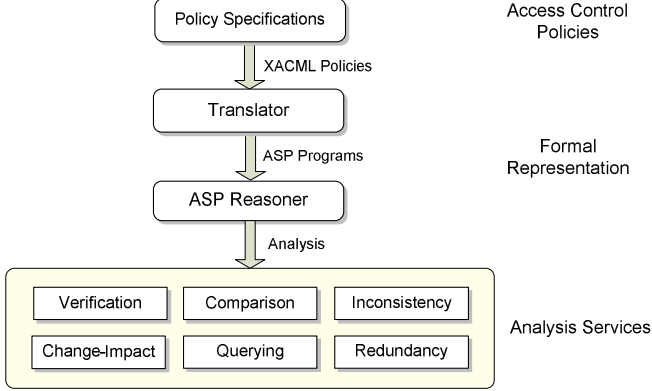 Policy Specifications
Access Control
Policies
XACML Policies
Translator
ASP Programs
Formal
Representation
ASP Reasoner
Analysis
Verification
Comparison
Inconsistency
Analysis Services
Change-Impact
Querying
Redundancy